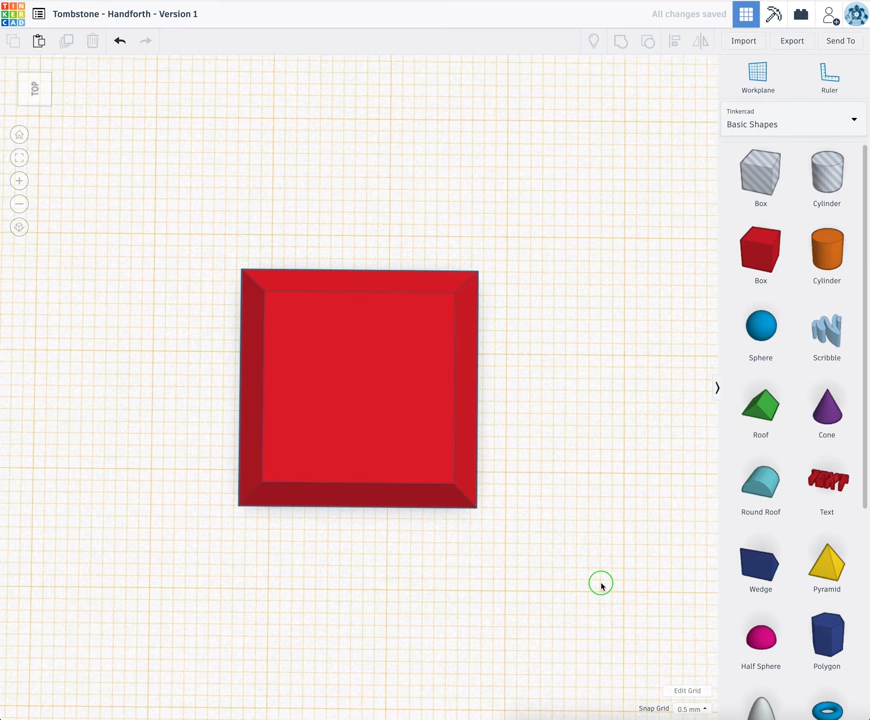 TIN
KER
CAD
Tombstone - Handforth - Version 1
All changes saved
Import
Export
Send To
TOP
Workplane
Ruler
Tinkercad
Basic Shapes
Box
Cylinder
Box
Cylinder
Sphere
Scribble
Roof
Cone
TEXT
Round Roof
Text
Wedge
Pyramid
Half Sphere
Polygon
Edit Grid
Snap Grid
0.5 mm